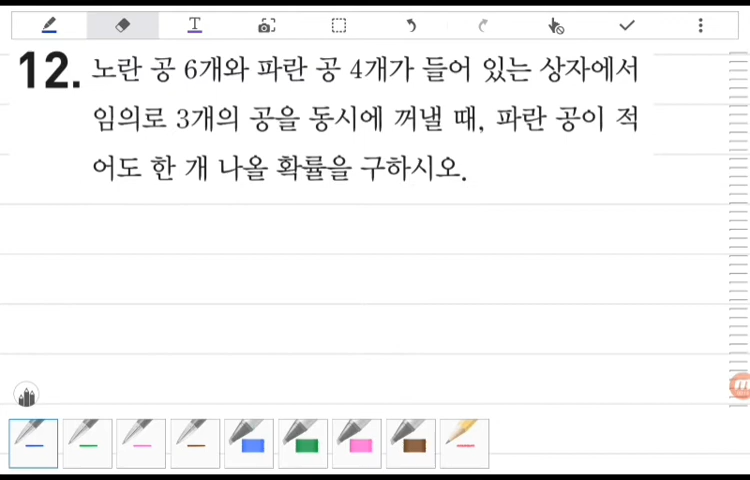 T
12. 노란 공 6개와 파란 공 4개가 들어 있는 상자에서
임의로 3개의 공을 동시에 꺼낼 때, 파란 공이 적
어도 한 개 나올 확률을 구하시오.